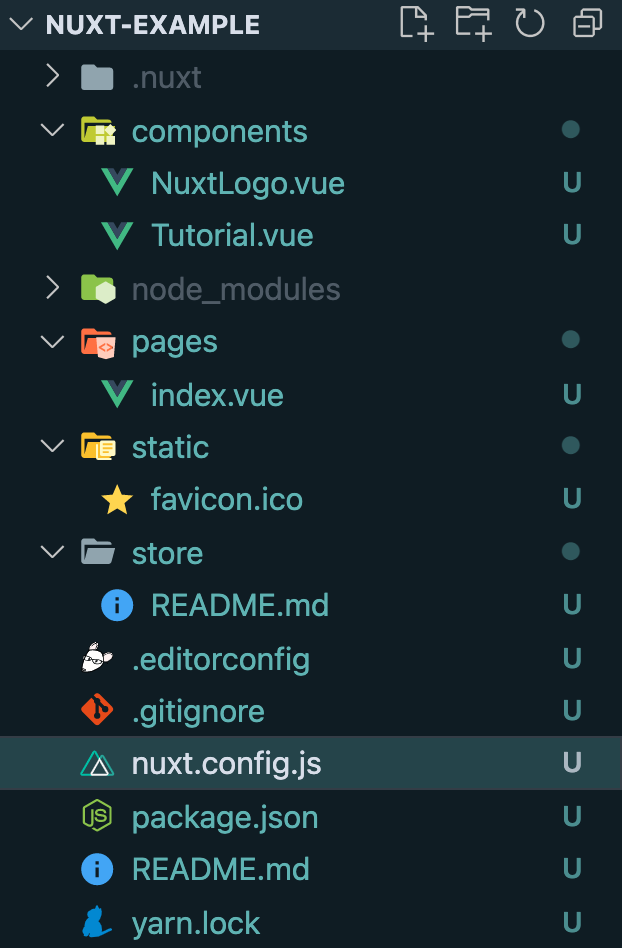 NUXT-EXAMPLE
.nuxt
components
NuxtLogo.vue U
Tutorial.vue U
node_modules
pages
index.vue U
static
favicon.ico U
store
README.md U
.editorconfig U
.gitignore U
nuxt.config.js U
package.json U
README.md U
yarn.lock U